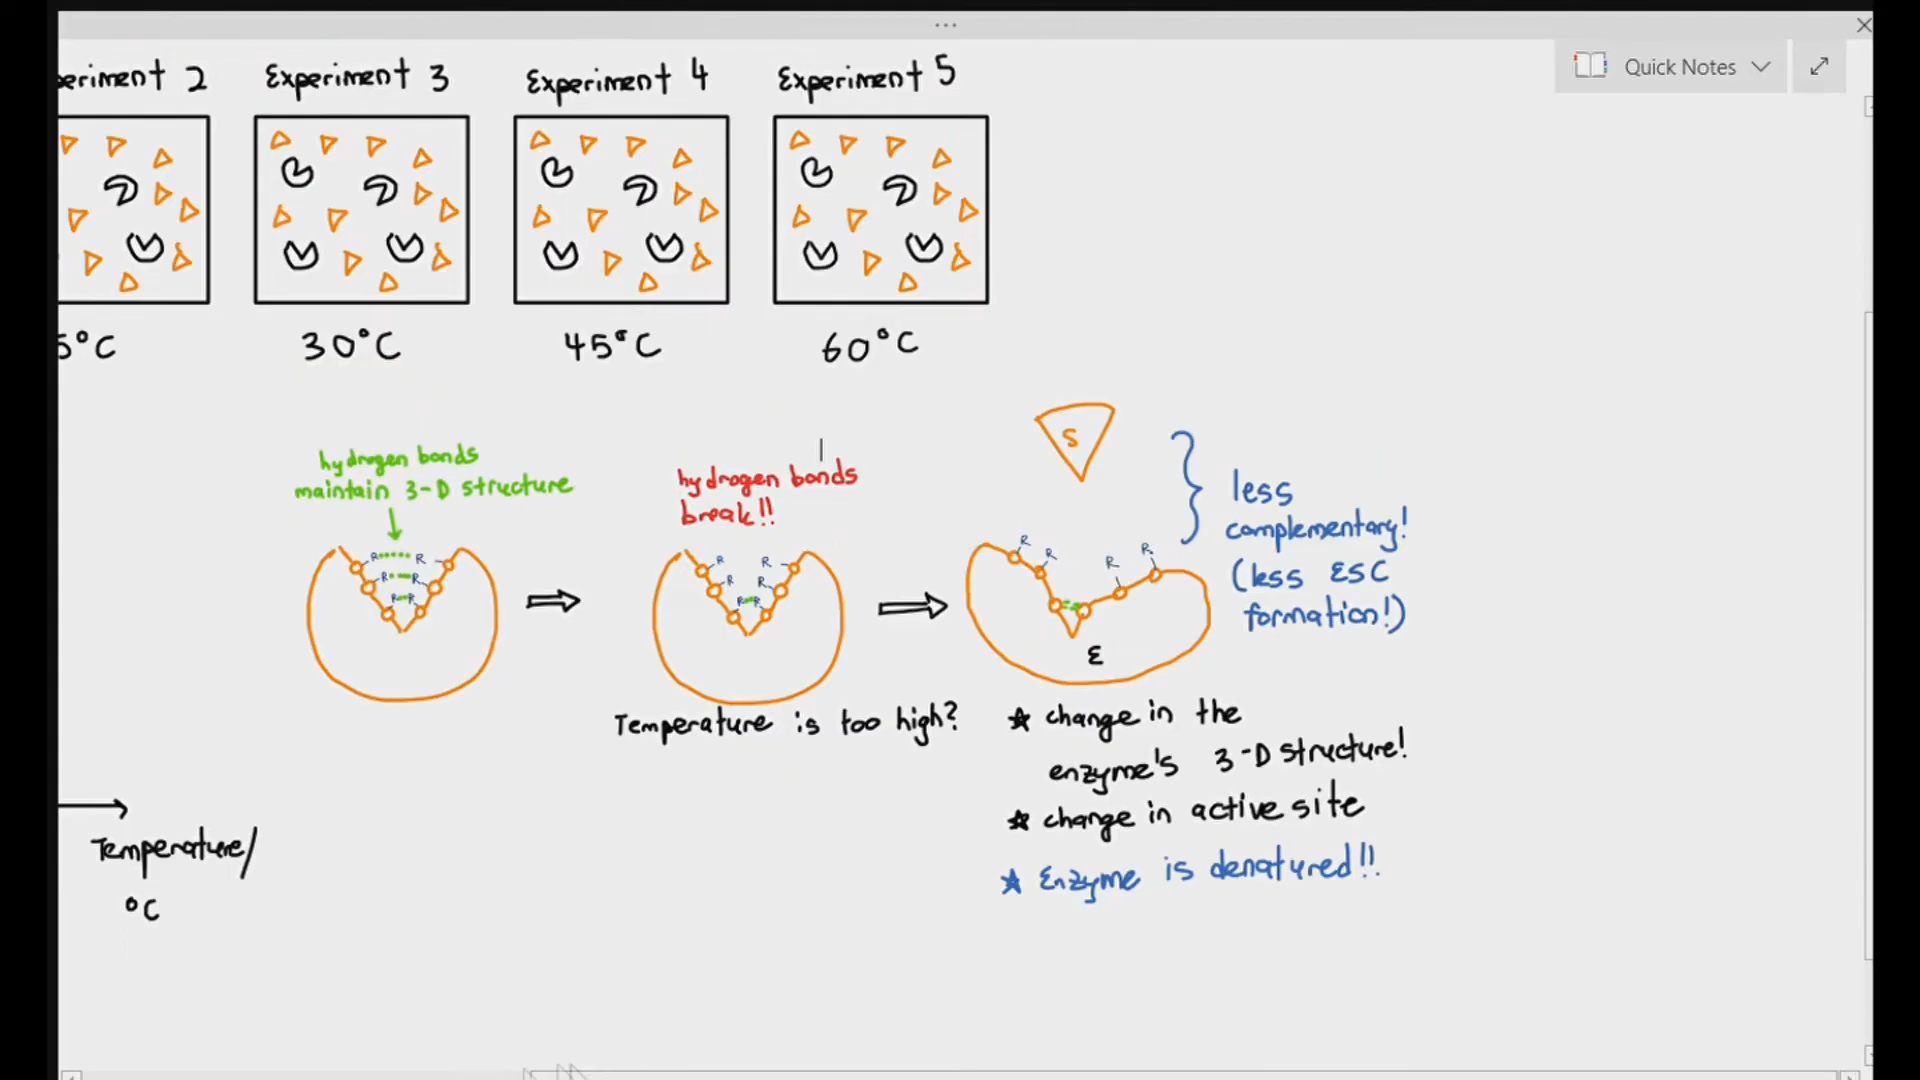 periment 2
Experiment 3
Experiment 4
Experiment 5
Quick Notes
5°C
30°C
45°C
60°C
hydrogen bonds
maintain 3-D structure
R R
R R
R R
hydrogen bonds
break!!
R R
R R
R R
Temperature is too high?
S
R R R R
E
less
complementary!
(less ESC
formation!)
★ change in the
enzyme's 3-D structure!
★ change in active site
★ Enzyme is denatured!!
Temperature/
°C